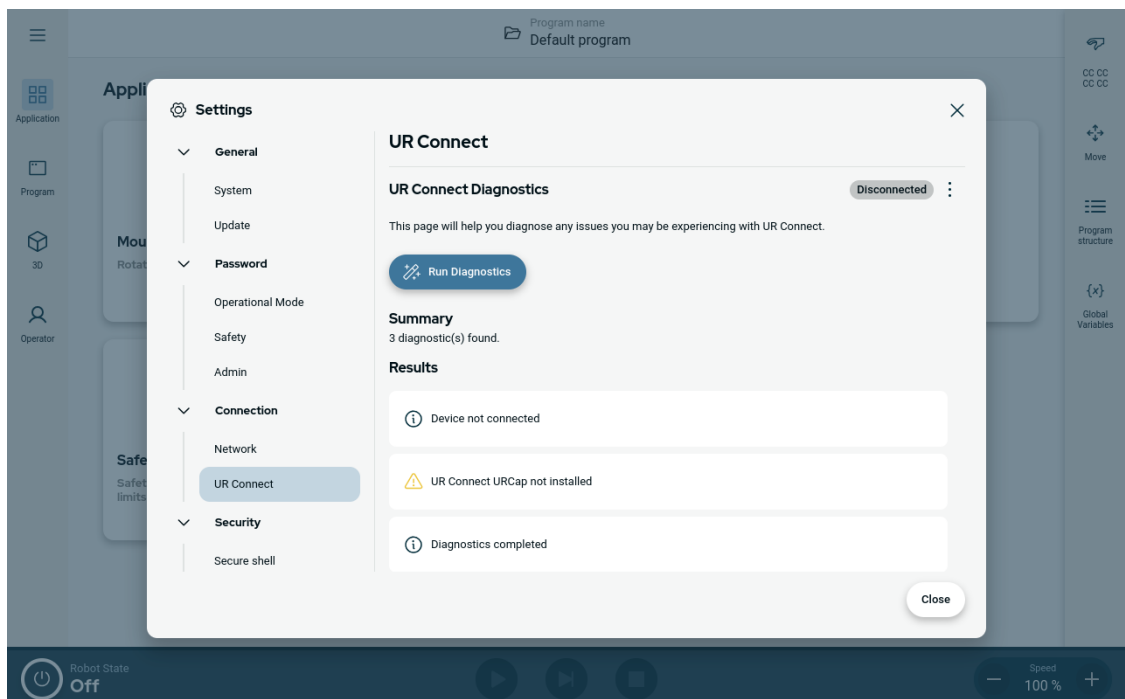 Program name
Default program
Application
Program
3D
Operator
Appli
Mou
Rotat
Safe
Safet
limits
Settings
General
System
Update
Password
Operational Mode
Safety
Admin
Connection
Network
UR Connect
Security
Secure shell
UR Connect
UR Connect Diagnostics
Disconnected
This page will help you diagnose any issues you may be experiencing with UR Connect.
Run Diagnostics
Summary
3 diagnostic(s) found.
Results
Device not connected
UR Connect URCap not installed
Diagnostics completed
Close
CC CC
CC CC
Move
Program
structure
{x}
Global
Variables
Robot State
Off
Speed
100 %